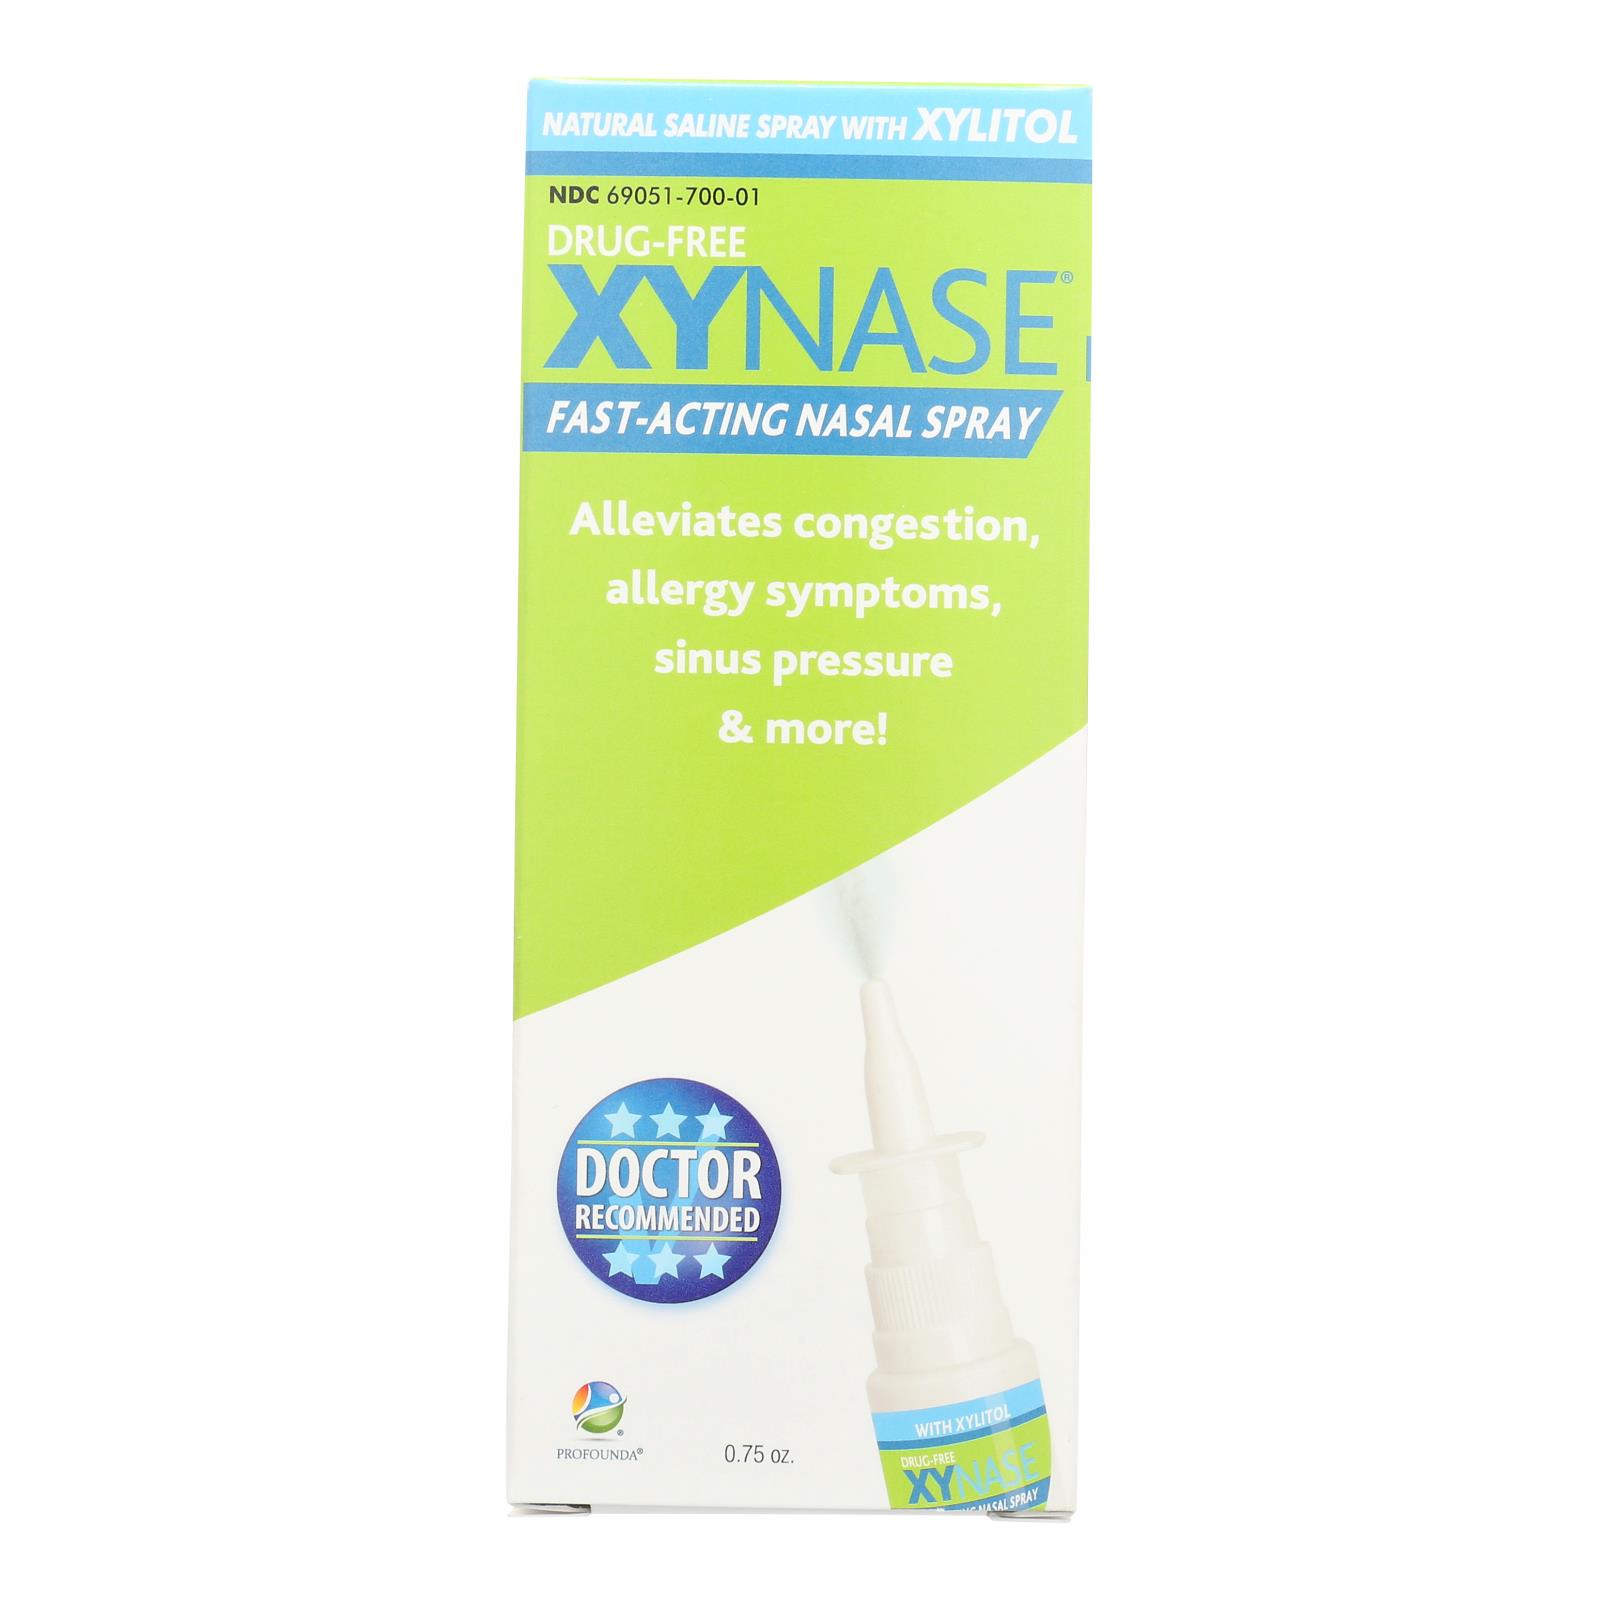 NATURAL SALINE SPRAY WITH XYLITOL
NDC 69051-700-01
DRUG-FREE
XYNASE®
FAST-ACTING NASAL SPRAY
Alleviates congestion,
allergy symptoms,
sinus pressure
& more!
DOCTOR
RECOMMENDED
PROFOUNDA®
0.75 oz.
WITH XYLITOL
DRUG-FREE
XYNASE
NASAL SPRAY